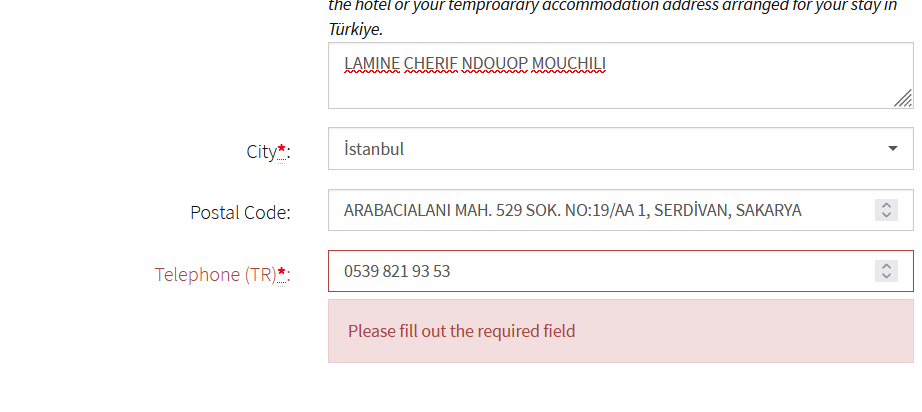 the hotel or your temproarary accommodation address arranged for your stay in
Türkiye.
LAMINE CHERIF NDOUOP MOUCHILI
City*:
İstanbul
Postal Code:
ARABACIALANI MAH. 529 SOK. NO:19/AA 1, SERDİVAN, SAKARYA
Telephone (TR)*:
0539 821 93 53
Please fill out the required field